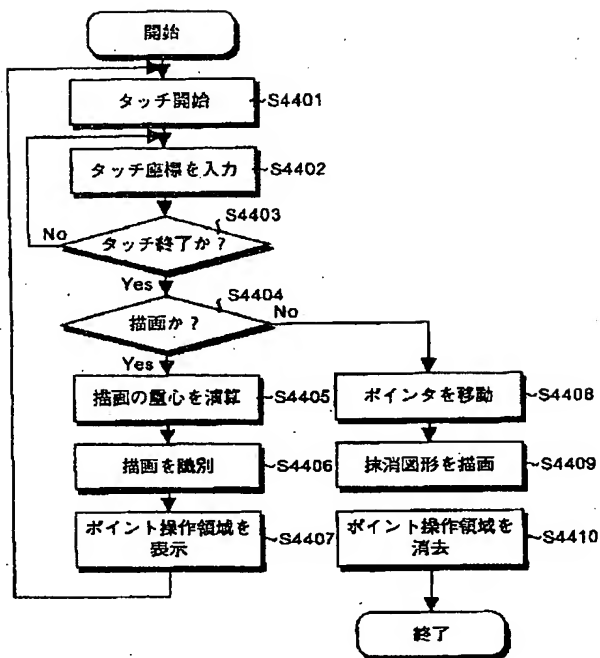 開始
タッチ開始
S4401
タッチ座標を入力
S4402
S4403
タッチ終了か？
No
Yes
S4404
描画か？
No
Yes
描画の重心を演算
S4405
ポインタを移動
S4408
描画を識別
S4406
抹消図形を描画
S4409
ポイント操作領域を
表示
S4407
ポイント操作領域を
消去
S4410
終了